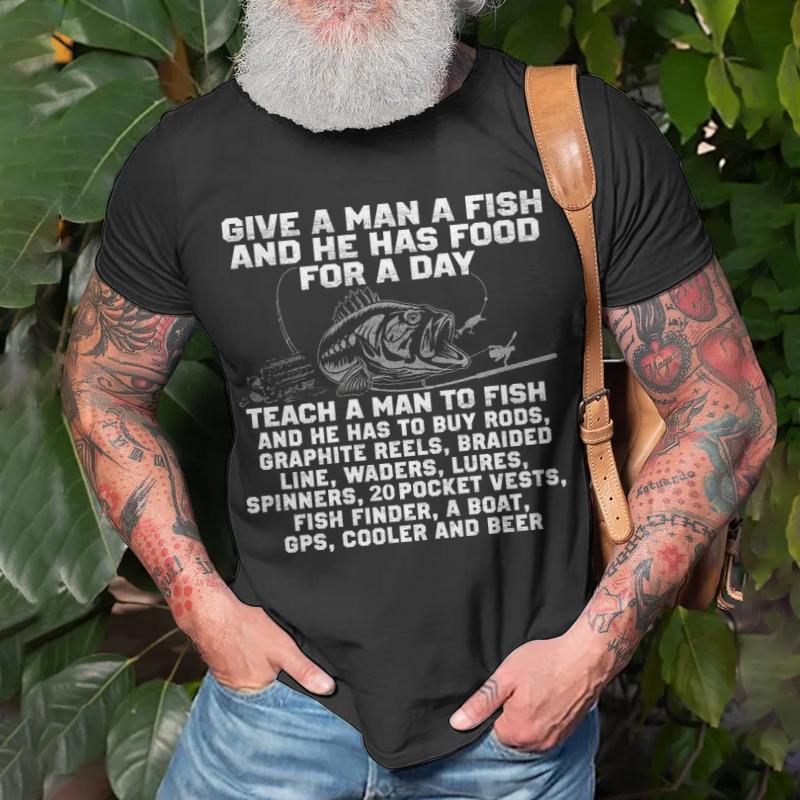 GIVE A MAN A FISH
AND HE HAS FOOD
FOR A DAY
TEACH A MAN TO FISH
AND HE HAS TO BUY RODS,
GRAPHITE REELS, BRAIDED
LINE, WADERS, LURES,
SPINNERS, 20 POCKET VESTS,
FISH FINDER, A BOAT,
GPS, COOLER AND BEER
Estuardo